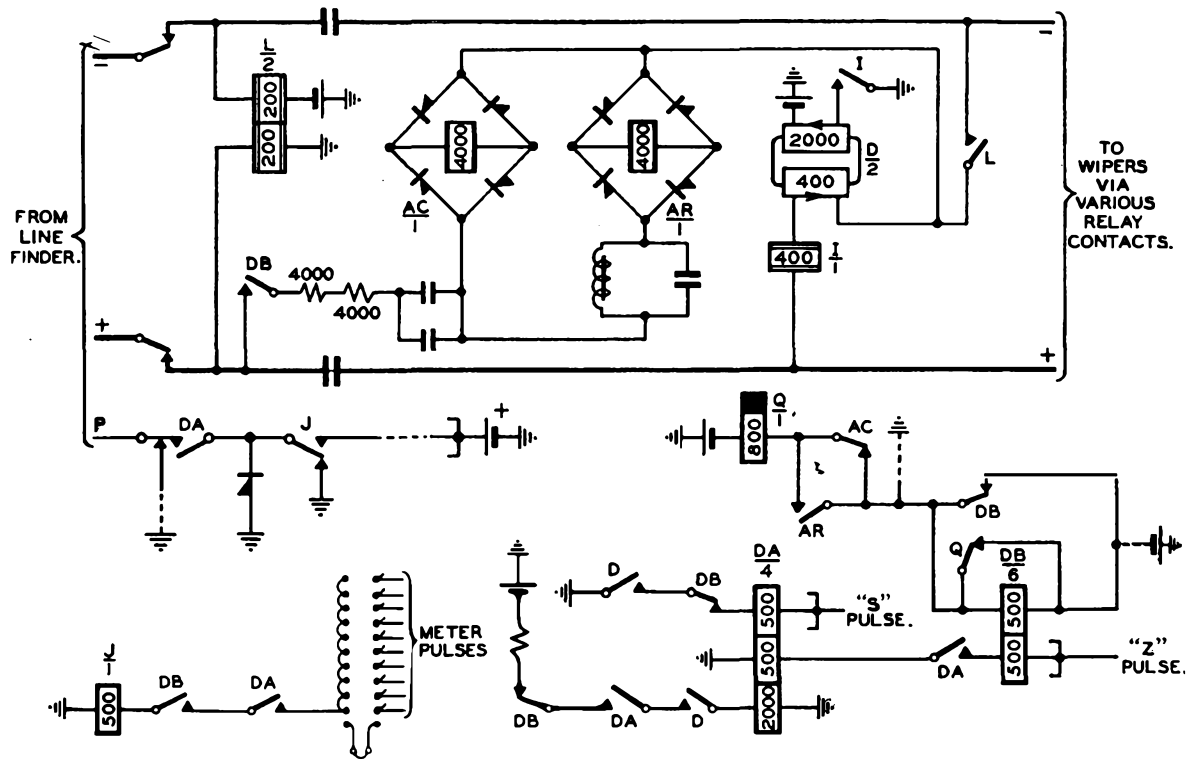 L/2
200
200
4000
AC/1
4000
AR/1
I
2000
D/2
400
400
I/1
L
–
+
TO
WIPERS
VIA
VARIOUS
RELAY
CONTACTS.
FROM
LINE
FINDER.
–
+
DB
4000
4000
P
DA
J
+
Q/1
800
AC
AR
DB
Q
DB/6
500
500
"Z"
PULSE.
DA
DA/4
500
500
2000
"S"
PULSE.
D
DB
DB
DA
D
METER
PULSES
J/1
500
DB
DA